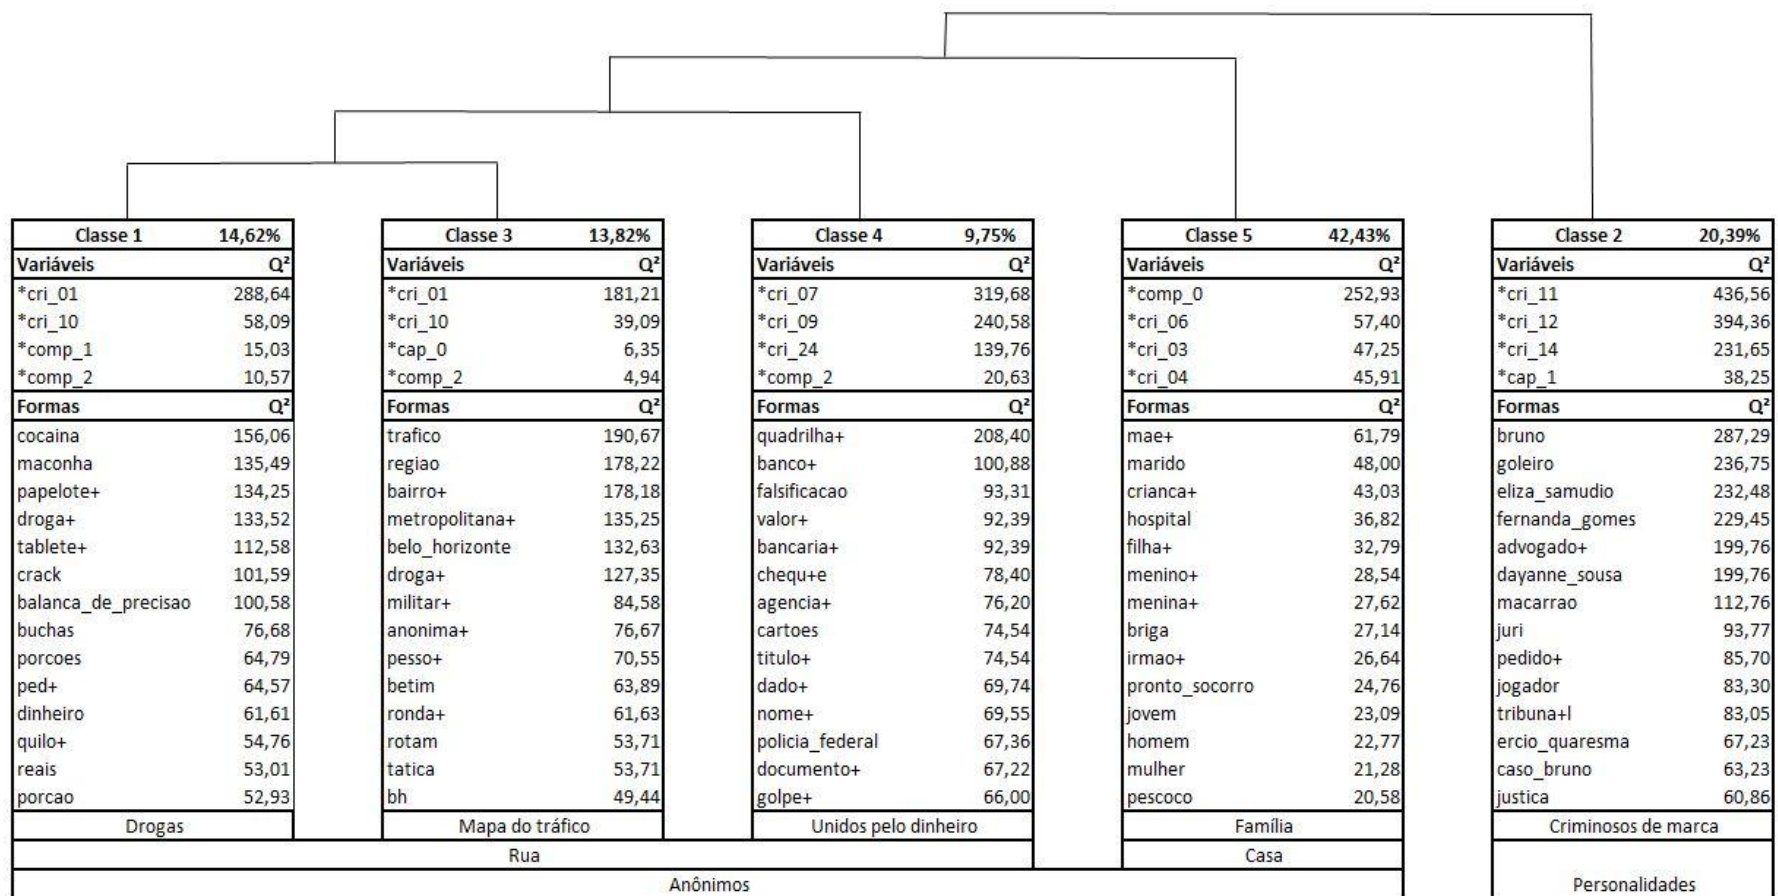 Classe 1 14,62% Classe 3 13,82% Classe 4 9,75% Classe 5 42,43% Classe 2 20,39%
Variáveis Q² Variáveis Q² Variáveis Q² Variáveis Q² Variáveis Q²
*cri_01 288,64 *cri_01 181,21 *cri_07 319,68 *comp_0 252,93 *cri_11 436,56
*cri_10 58,09 *cri_10 39,09 *cri_09 240,58 *cri_06 57,40 *cri_12 394,36
*comp_1 15,03 *cap_0 6,35 *cri_24 139,76 *cri_03 47,25 *cri_14 231,65
*comp_2 10,57 *comp_2 4,94 *comp_2 20,63 *cri_04 45,91 *cap_1 38,25
Formas Q² Formas Q² Formas Q² Formas Q² Formas Q²
cocaina 156,06 trafico 190,67 quadrilha+ 208,40 mae+ 61,79 bruno 287,29
maconha 135,49 regiao 178,22 banco+ 100,88 marido 48,00 goleiro 236,75
papelote+ 134,25 bairro+ 178,18 falsificacao 93,31 crianca+ 43,03 eliza_samudio 232,48
droga+ 133,52 metropolitana+ 135,25 valor+ 92,39 hospital 36,82 fernanda_gomes 229,45
tablete+ 112,58 belo_horizonte 132,63 bancaria+ 92,39 filha+ 32,79 advogado+ 199,76
crack 101,59 droga+ 127,35 chequ+e 78,40 menino+ 28,54 dayanne_sousa 199,76
balanca_de_precisao 100,58 militar+ 84,58 agencia+ 76,20 menina+ 27,62 macarrao 112,76
buchas 76,68 anonima+ 76,67 cartoes 74,54 briga 27,14 juri 93,77
porcoes 64,79 pesso+ 70,55 titulo+ 74,54 irmao+ 26,64 pedido+ 85,70
ped+ 64,57 betim 63,89 dado+ 69,74 pronto_socorro 24,76 jogador 83,30
dinheiro 61,61 ronda+ 61,63 nome+ 69,55 jovem 23,09 tribuna+l 83,05
quilo+ 54,76 rotam 53,71 policia_federal 67,36 homem 22,77 ercio_quaresma 67,23
reais 53,01 tatica 53,71 documento+ 67,22 mulher 21,28 caso_bruno 63,23
porcao 52,93 bh 49,44 golpe+ 66,00 pescoco 20,58 justica 60,86
Drogas Mapa do tráfico Unidos pelo dinheiro Família Criminosos de marca
Rua Casa
Anônimos Personalidades